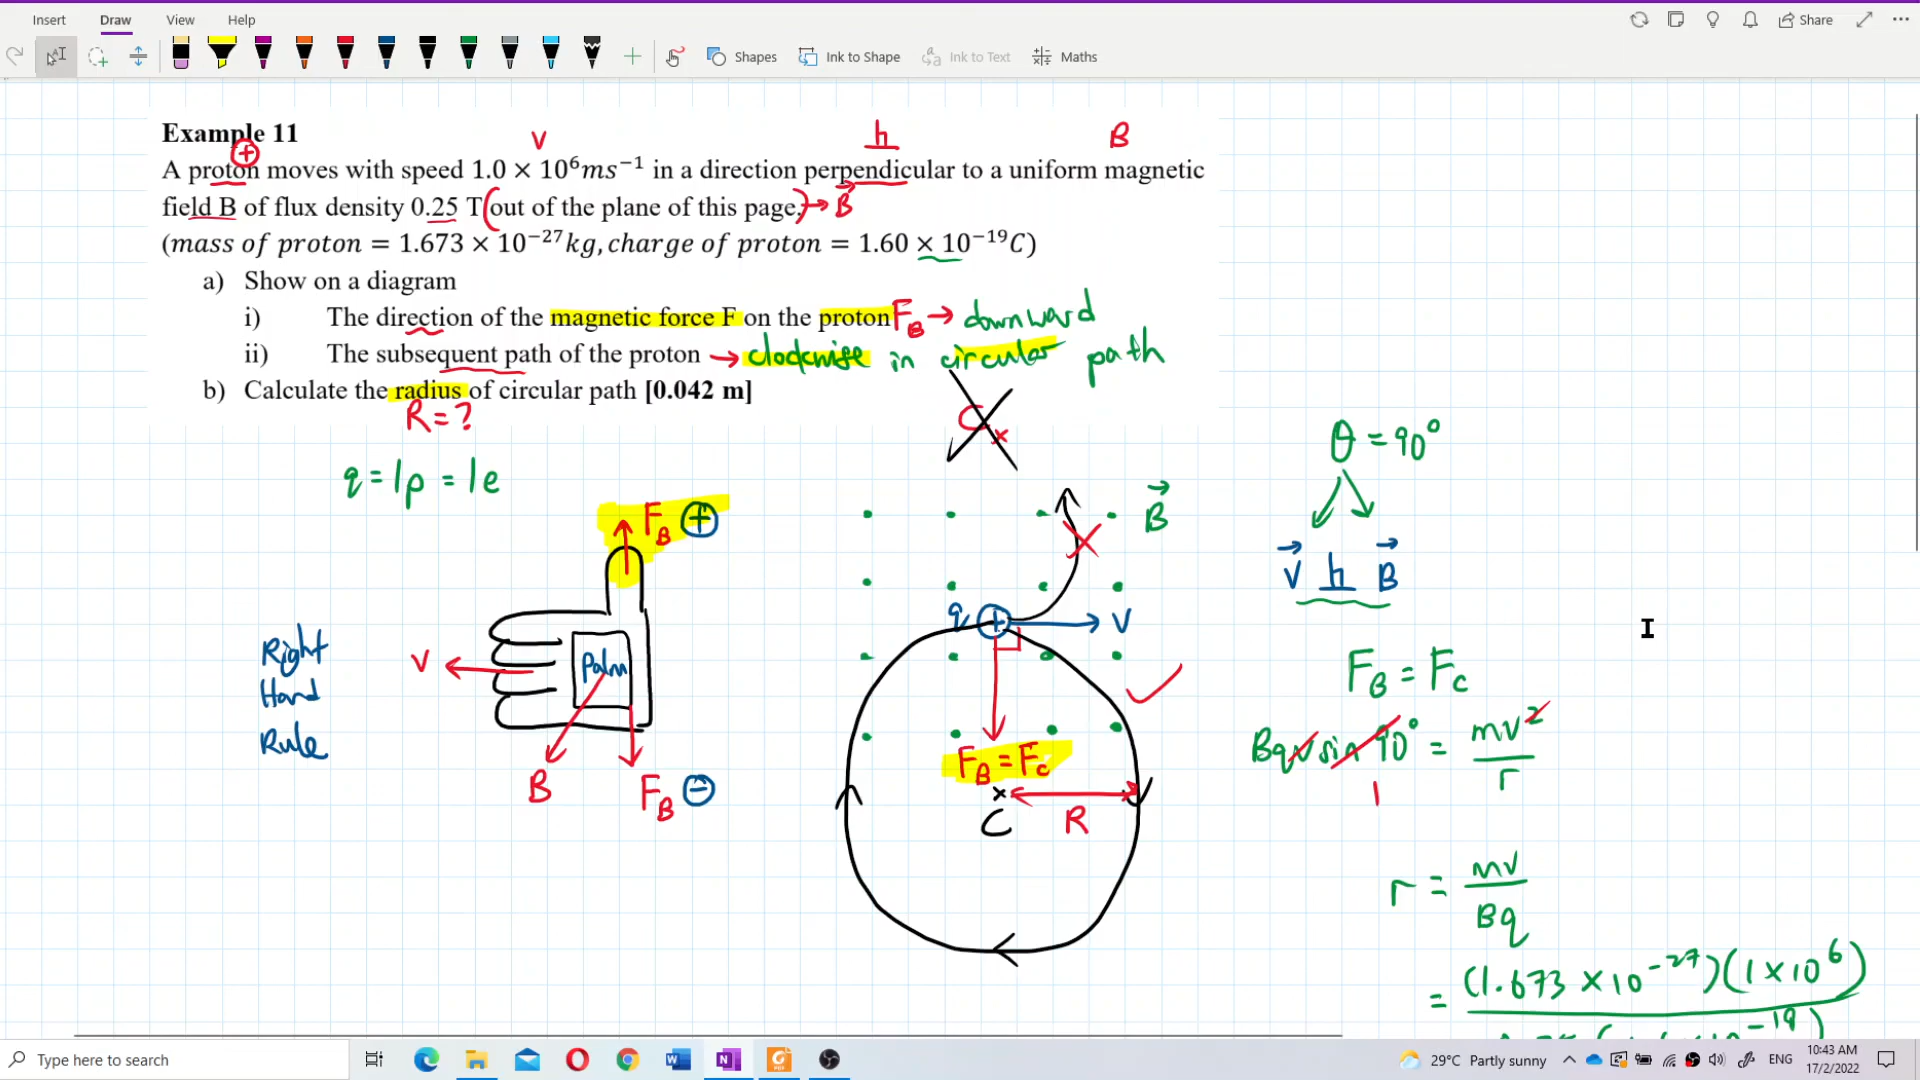 Insert Draw View Help
Share
Shapes Ink to Shape Ink to Text Maths
Example 11
V h B
+
A proton moves with speed 1.0 × 10⁶ms⁻¹ in a direction perpendicular to a uniform magnetic
field B of flux density 0.25 T(out of the plane of this page.) → B
(mass of proton = 1.673 × 10⁻²⁷kg, charge of proton = 1.60 × 10⁻¹⁹C)
a) Show on a diagram
i) The direction of the magnetic force F on the proton F_B → downward
ii) The subsequent path of the proton → clockwise in circular path
b) Calculate the radius of circular path [0.042 m]
R = ?
C ×
θ = 90°
q = 1p = 1e
F_B +
B
V h B
q + V
Right
Hand
Rule
V
Palm
F_B = F_C
Bqv sin 90° = mv² / r
1
F_B = F_C
B
F_B −
× C
R
r = mv / Bq
= (1.673 × 10⁻²⁷)(1 × 10⁶)
Type here to search
29°C Partly sunny
ENG
10:43 AM
17/2/2022